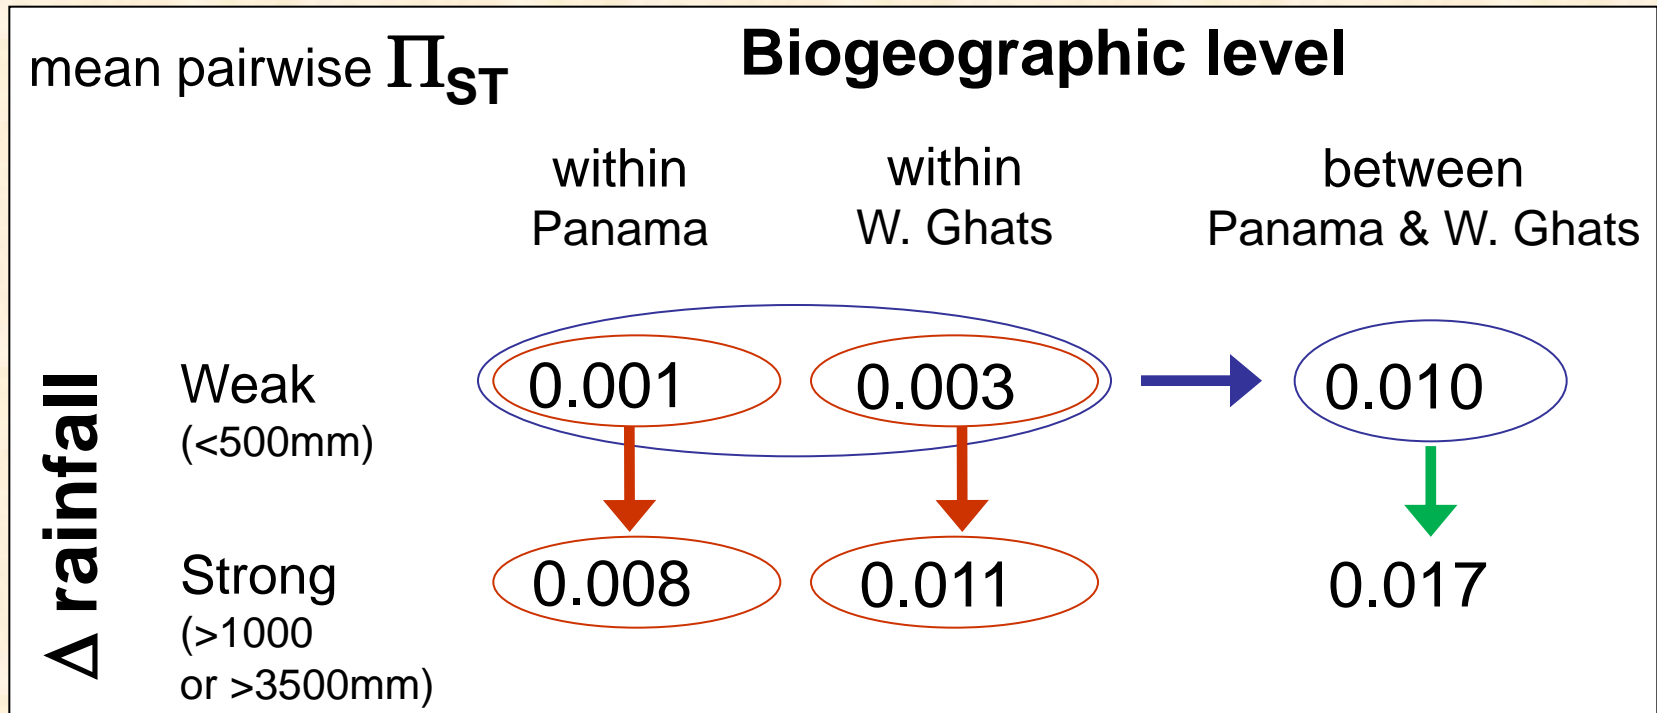 mean pairwise ΠST
Biogeographic level
within
Panama
within
W. Ghats
between
Panama & W. Ghats
Δ rainfall
Weak
(<500mm)
0.001
0.003
0.010
Strong
(>1000
or >3500mm)
0.008
0.011
0.017